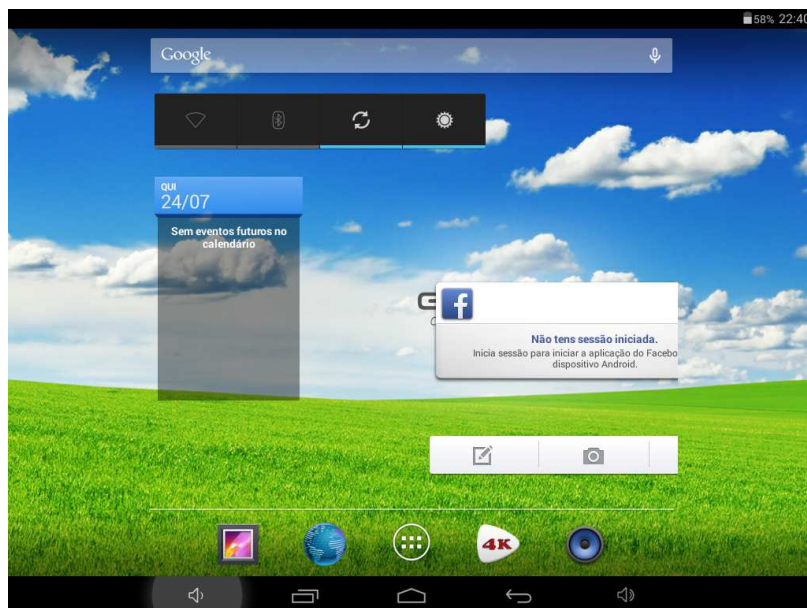 58% 22:40
Google
QUI
24/07
Sem eventos futuros no
calendário
Não tens sessão iniciada.
Inicia sessão para iniciar a aplicação do Facebo
dispositivo Android.
4K